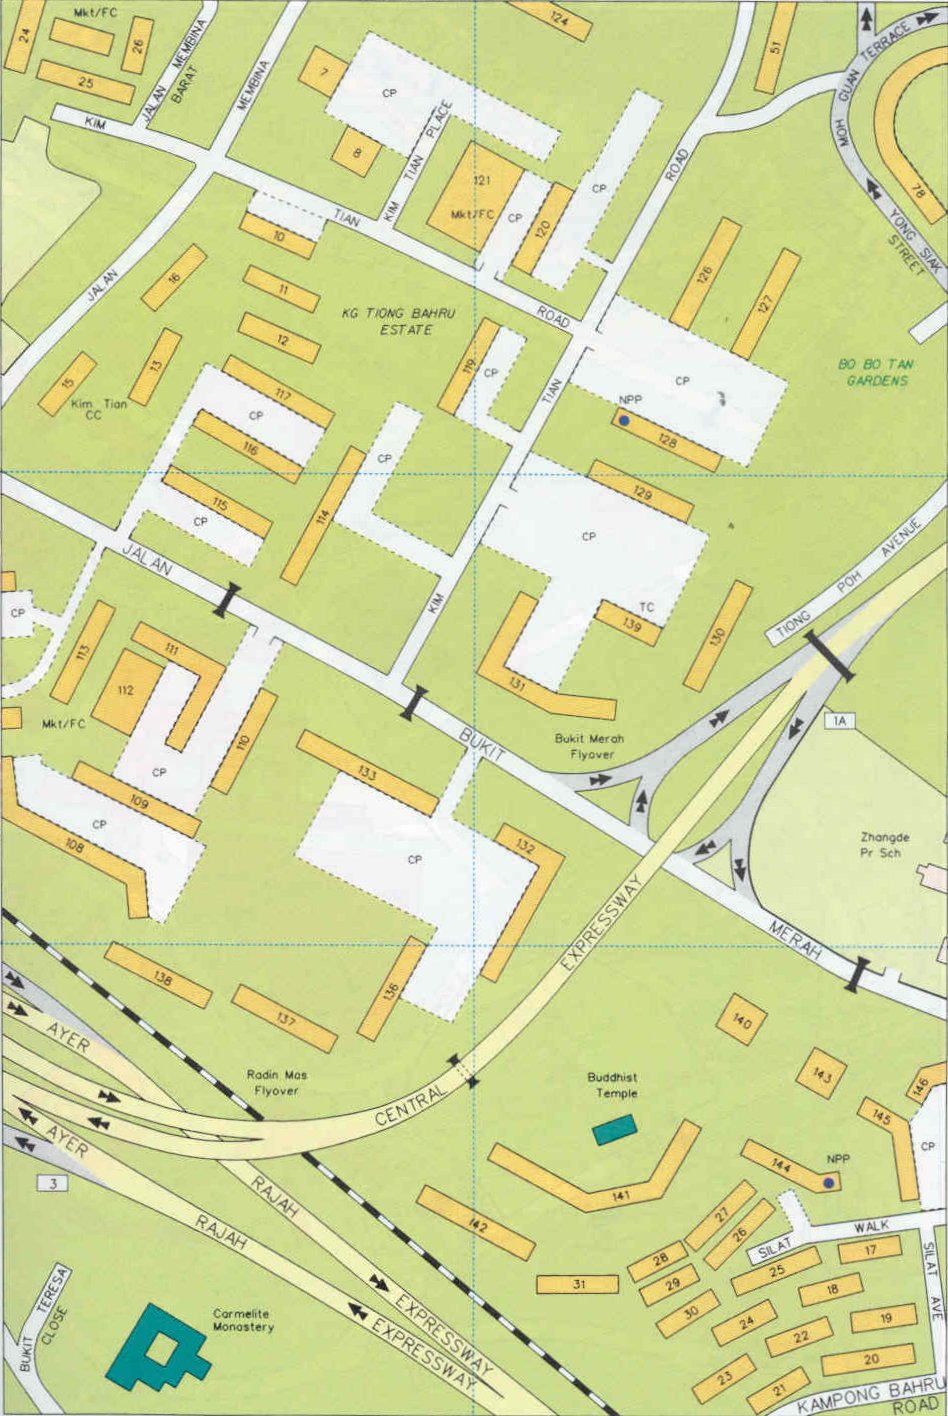 Mkt/FC
24
26
25
JALAN MEMBINA
BARAT
MEMBINA
KIM
7
CP
8
KIM TIAN PLACE
124
51
MOH GUAN TERRACE
78
YONG SIAK
STREET
ROAD
121
Mkt/FC
CP
120
CP
TIAN
10
16
11
12
13
15
JALAN
Kim Tian
CC
KG TIONG BAHRU
ESTATE
ROAD
126
127
BO BO TAN
GARDENS
119
CP
TIAN
CP
NPP
128
117
CP
116
115
CP
114
CP
129
CP
TC
139
130
131
TIONG POH AVENUE
JALAN
KIM
CP
113
111
112
Mkt/FC
110
CP
109
CP
108
BUKIT
Bukit Merah
Flyover
1A
Zhangde
Pr Sch
133
CP
132
EXPRESSWAY
MERAH
138
137
136
AYER
Radin Mas
Flyover
CENTRAL
Buddhist
Temple
140
143
146
145
CP
144
NPP
AYER
3
RAJAH
RAJAH
141
142
27
26
28
29
30
31
SILAT
WALK
SILAT AVE
25
17
18
24
19
22
20
23
21
KAMPONG BAHRU
ROAD
BUKIT TERESA
CLOSE
Carmelite
Monastery
EXPRESSWAY
EXPRESSWAY